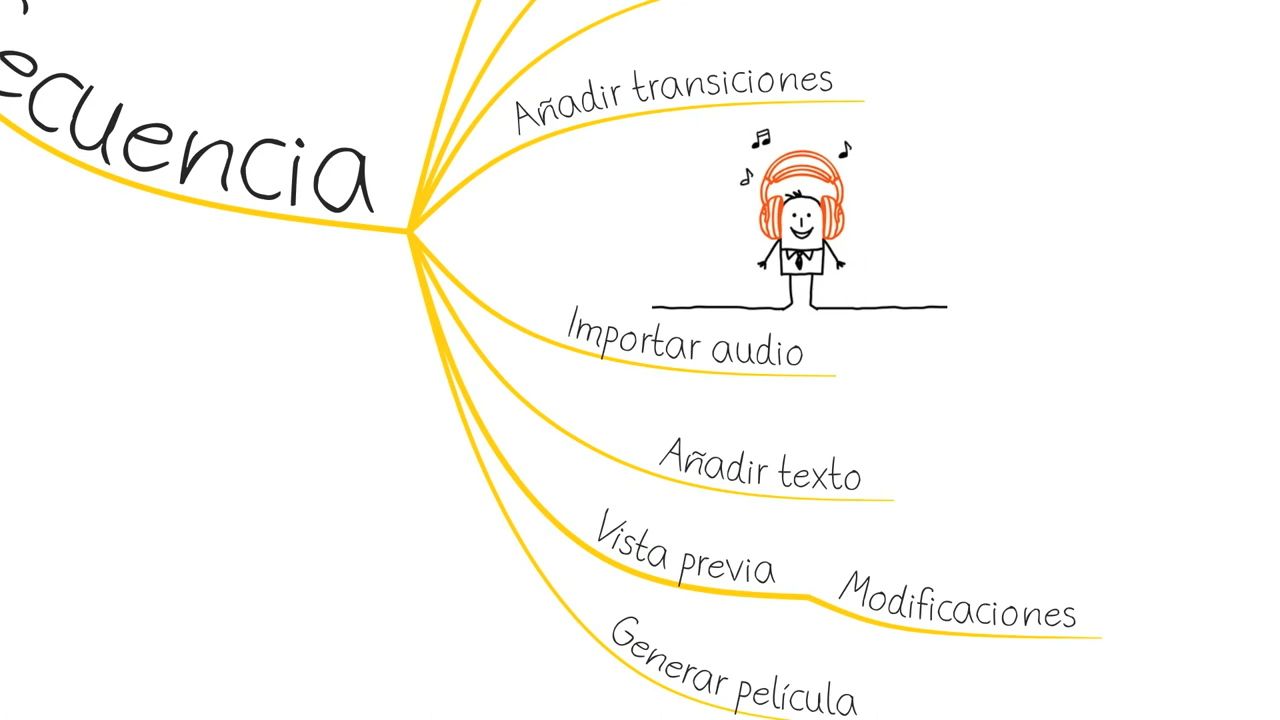 ecuencia
Añadir transiciones
Importar audio
Añadir texto
Vista previa
Modificaciones
Generar película